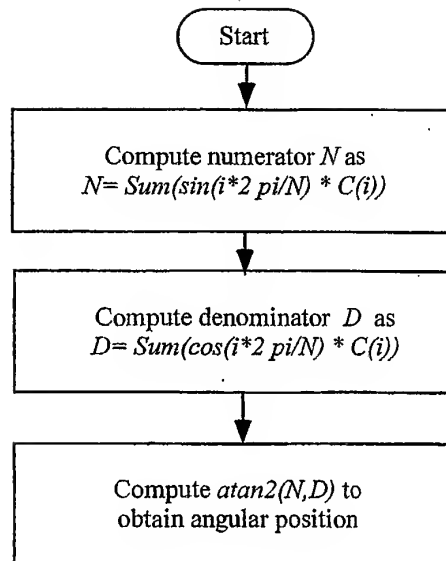 Start
Compute numerator N as
N= Sum(sin(i*2 pi/N) * C(i))
Compute denominator D as
D= Sum(cos(i*2 pi/N) * C(i))
Compute atan2(N,D) to
obtain angular position